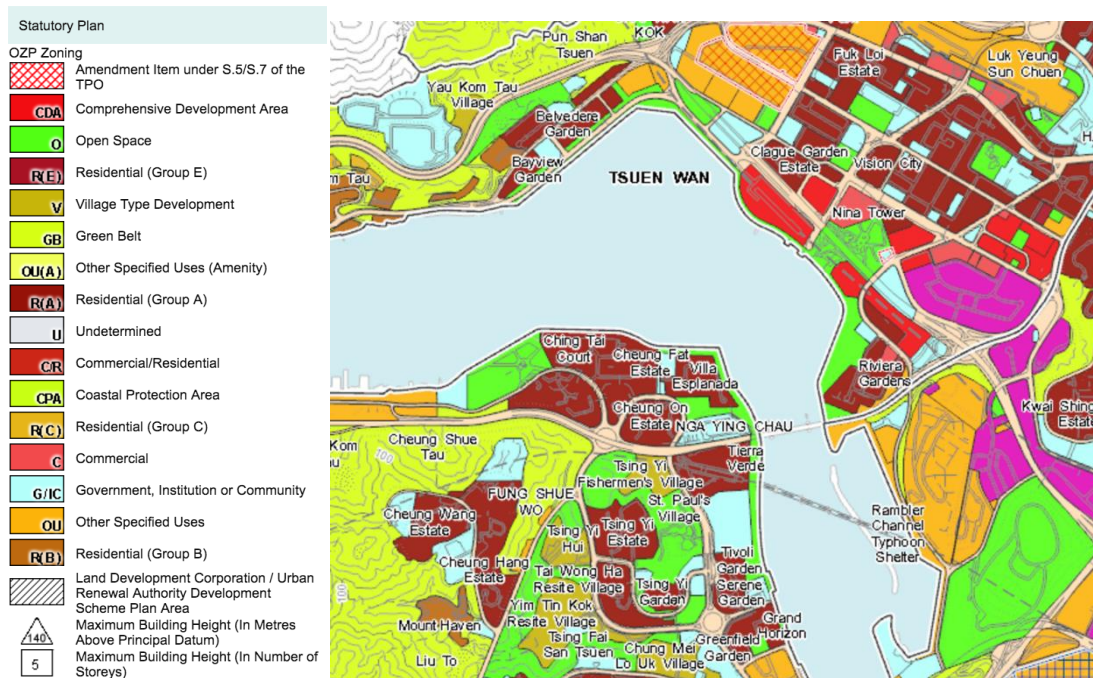 Statutory Plan
OZP Zoning
Amendment Item under S.5/S.7 of the
TPO
CDA Comprehensive Development Area
O Open Space
R(E) Residential (Group E)
V Village Type Development
GB Green Belt
OU(A) Other Specified Uses (Amenity)
R(A) Residential (Group A)
U Undetermined
C/R Commercial/Residential
CPA Coastal Protection Area
R(C) Residential (Group C)
C Commercial
G/IC Government, Institution or Community
OU Other Specified Uses
R(B) Residential (Group B)
Land Development Corporation / Urban
Renewal Authority Development
Scheme Plan Area
140 Maximum Building Height (In Metres
Above Principal Datum)
5 Maximum Building Height (In Number of
Storeys)
KOK
Pun Shan
Tsuen
Fuk Loi
Estate
Luk Yeung
Sun Chuen
Yau Kom Tau
Village
Belvedere
Garden
Bayview
Garden
Tau
TSUEN WAN
Clague Garden
Estate
Vision City
Nina Tower
Ching Tai
Court
Cheung Fat
Estate
Villa
Esplanada
Riviera
Gardens
Cheung On
Estate
NGA YING CHAU
Kwai Shing
Estate
Kom
Cheung Shue
Tau
100
Tierra
Verde
Tsing Yi
Fishermen's Village
St. Paul's
Village
FUNG SHUE
WO
Cheung Wang
Estate
Tsing Yi
Hui
Tsing Yi
Estate
Rambler
Channel
Typhoon
Shelter
Cheung Hang
Estate
Tai Wong Ha
Resite Village
Tivoli
Garden
Serene
Garden
Tsing Yi
Garden
100
Yim Tin Kok
Resite Village
Mount Haven
Tsing Fai
San Tsuen
Grand
Horizon
Greenfield
Garden
Chung Mei
Lo Uk Village
Liu To